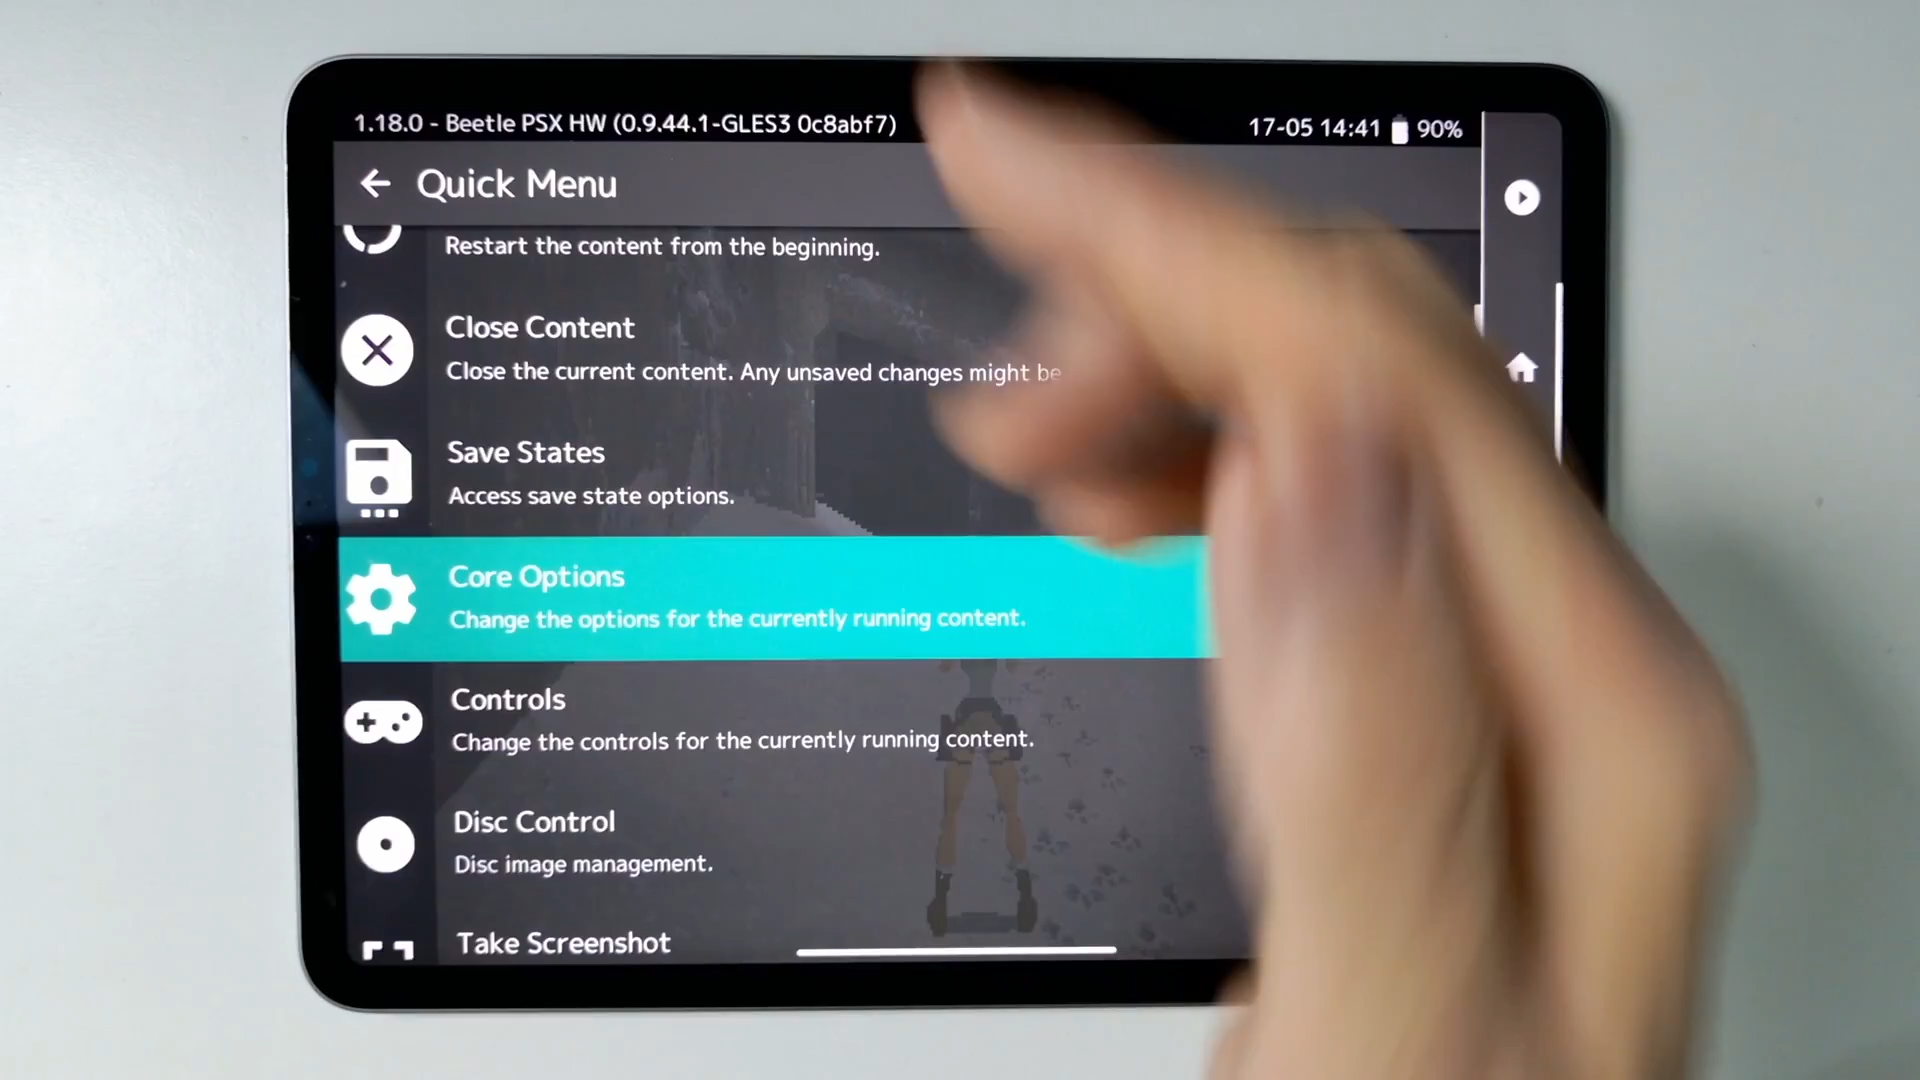 1.18.0 - Beetle PSX HW (0.9.44.1-GLES3 0c8abf7)
17-05 14:41 90%
Quick Menu
Restart the content from the beginning.
Close Content
Close the current content. Any unsaved changes might be
Save States
Access save state options.
Core Options
Change the options for the currently running content.
Controls
Change the controls for the currently running content.
Disc Control
Disc image management.
Take Screenshot